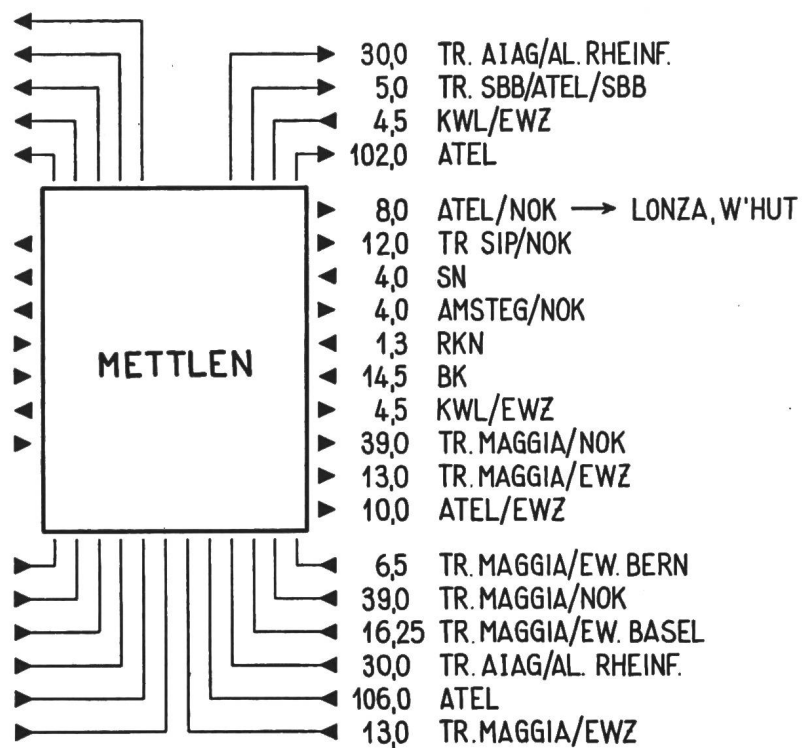 30,0 TR. AIAG/AL. RHEINF.
5,0 TR. SBB/ATEL/SBB
4,5 KWL/EWZ
102,0 ATEL
8,0 ATEL/NOK → LONZA, W'HUT
12,0 TR SIP/NOK
4,0 SN
4,0 AMSTEG/NOK
1,3 RKN
METTLEN
14,5 BK
4,5 KWL/EWZ
39,0 TR. MAGGIA/NOK
13,0 TR. MAGGIA/EWZ
10,0 ATEL/EWZ
6,5 TR. MAGGIA/EW. BERN
39,0 TR. MAGGIA/NOK
16,25 TR. MAGGIA/EW. BASEL
30,0 TR. AIAG/AL. RHEINF.
106,0 ATEL
13,0 TR. MAGGIA/EWZ